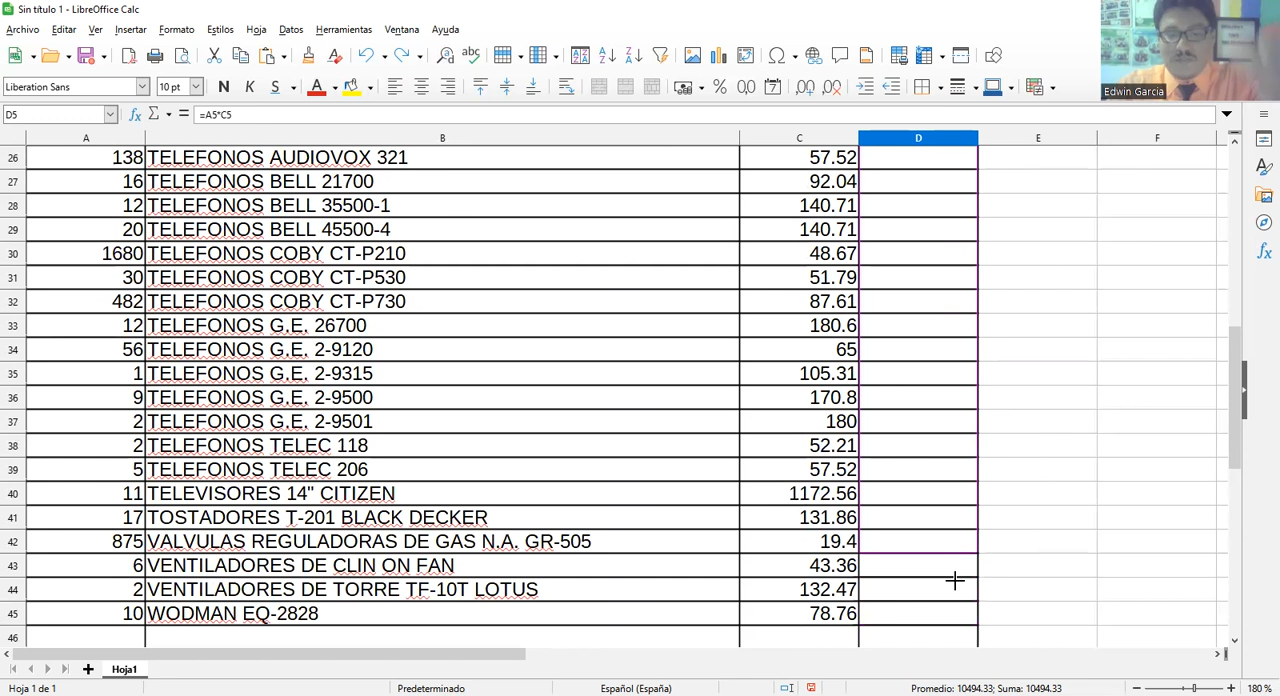 Sin título 1 - LibreOffice Calc
Archivo Editar Ver Insertar Formato Estilos Hoja Datos Herramientas Ventana Ayuda
Liberation Sans 10 pt N K S
D5 =A5*C5
A B C D E F
26 138 TELEFONOS AUDIOVOX 321 57.52
27 16 TELEFONOS BELL 21700 92.04
28 12 TELEFONOS BELL 35500-1 140.71
29 20 TELEFONOS BELL 45500-4 140.71
30 1680 TELEFONOS COBY CT-P210 48.67
31 30 TELEFONOS COBY CT-P530 51.79
32 482 TELEFONOS COBY CT-P730 87.61
33 12 TELEFONOS G.E. 26700 180.6
34 56 TELEFONOS G.E. 2-9120 65
35 1 TELEFONOS G.E. 2-9315 105.31
36 9 TELEFONOS G.E. 2-9500 170.8
37 2 TELEFONOS G.E. 2-9501 180
38 2 TELEFONOS TELEC 118 52.21
39 5 TELEFONOS TELEC 206 57.52
40 11 TELEVISORES 14" CITIZEN 1172.56
41 17 TOSTADORES T-201 BLACK DECKER 131.86
42 875 VALVULAS REGULADORAS DE GAS N.A. GR-505 19.4
43 6 VENTILADORES DE CLIN ON FAN 43.36
44 2 VENTILADORES DE TORRE TF-10T LOTUS 132.47
45 10 WODMAN EQ-2828 78.76
46
Hoja1
Hoja 1 de 1 Predeterminado Español (España) Promedio: 10494.33; Suma: 10494.33 180 %
Edwin Garcia